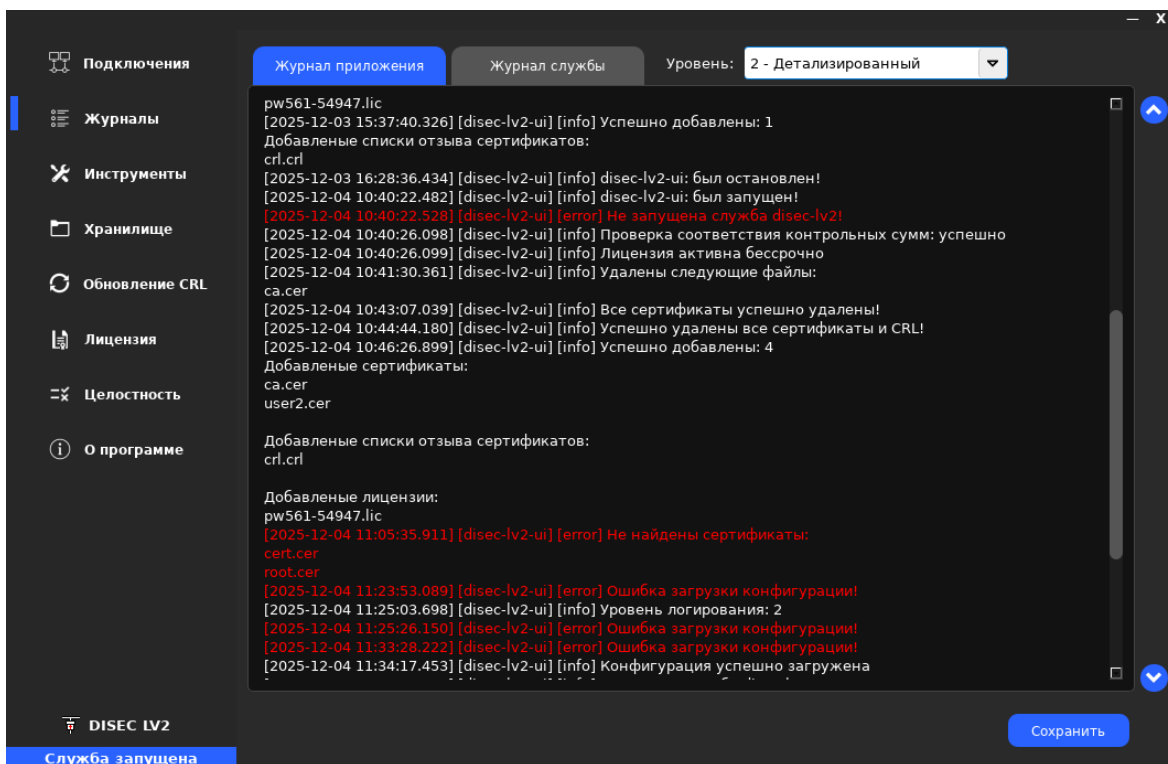 — X
Подключения
Журналы
Инструменты
Хранилище
Обновление CRL
Лицензия
Целостность
О программе
DISEC LV2
Служба запущена
Журнал приложения
Журнал службы
Уровень: 2 - Детализированный
pw561-54947.lic
[2025-12-03 15:37:40.326] [disec-lv2-ui] [info] Успешно добавлены: 1
Добавленые списки отзыва сертификатов:
crl.crl
[2025-12-03 16:28:36.434] [disec-lv2-ui] [info] disec-lv2-ui: был остановлен!
[2025-12-04 10:40:22.482] [disec-lv2-ui] [info] disec-lv2-ui: был запущен!
[2025-12-04 10:40:22.528] [disec-lv2-ui] [error] Не запущена служба disec-lv2!
[2025-12-04 10:40:26.098] [disec-lv2-ui] [info] Проверка соответствия контрольных сумм: успешно
[2025-12-04 10:40:26.099] [disec-lv2-ui] [info] Лицензия активна бессрочно
[2025-12-04 10:41:30.361] [disec-lv2-ui] [info] Удалены следующие файлы:
ca.cer
[2025-12-04 10:43:07.039] [disec-lv2-ui] [info] Все сертификаты успешно удалены!
[2025-12-04 10:44:44.180] [disec-lv2-ui] [info] Успешно удалены все сертификаты и CRL!
[2025-12-04 10:46:26.899] [disec-lv2-ui] [info] Успешно добавлены: 4
Добавленые сертификаты:
ca.cer
user2.cer
Добавленые списки отзыва сертификатов:
crl.crl
Добавленые лицензии:
pw561-54947.lic
[2025-12-04 11:05:35.911] [disec-lv2-ui] [error] Не найдены сертификаты:
cert.cer
root.cer
[2025-12-04 11:23:53.089] [disec-lv2-ui] [error] Ошибка загрузки конфигурации!
[2025-12-04 11:25:03.698] [disec-lv2-ui] [info] Уровень логирования: 2
[2025-12-04 11:25:26.150] [disec-lv2-ui] [error] Ошибка загрузки конфигурации!
[2025-12-04 11:33:28.222] [disec-lv2-ui] [error] Ошибка загрузки конфигурации!
[2025-12-04 11:34:17.453] [disec-lv2-ui] [info] Конфигурация успешно загружена
Сохранить